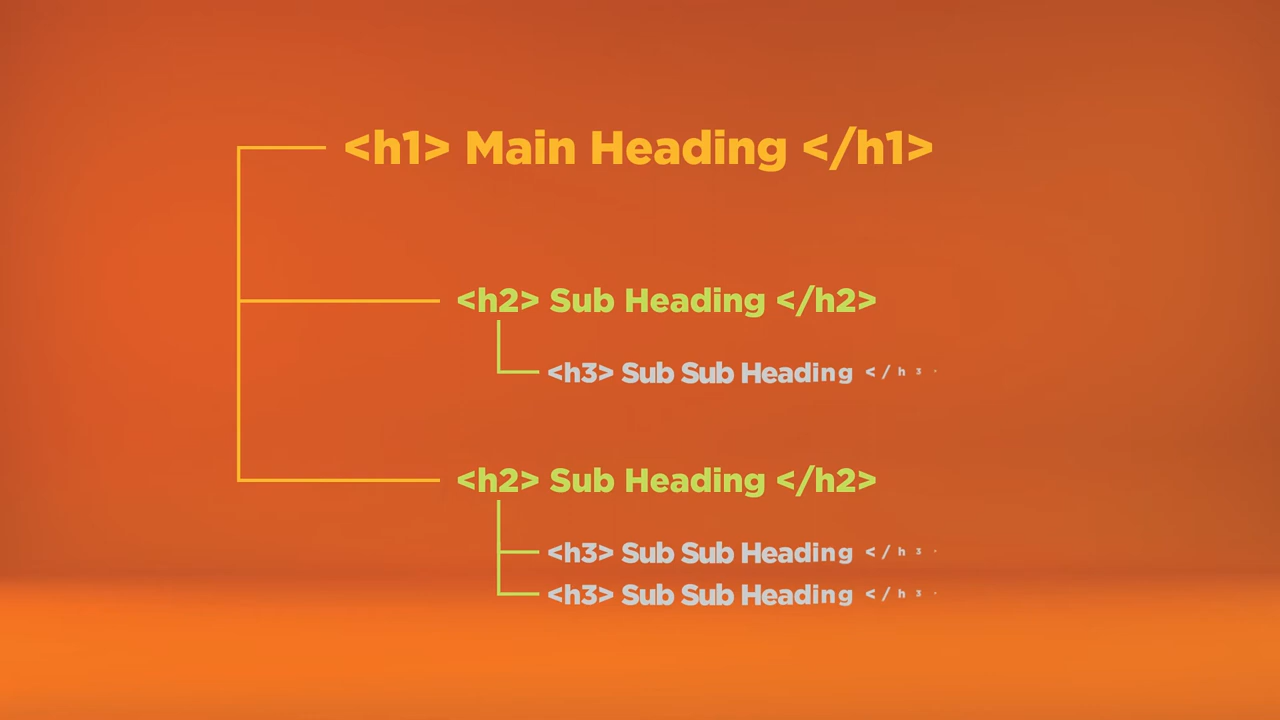 <h1> Main Heading </h1>
<h2> Sub Heading </h2>
<h3> Sub Sub Heading </h3
<h2> Sub Heading </h2>
<h3> Sub Sub Heading </h3
<h3> Sub Sub Heading </h3